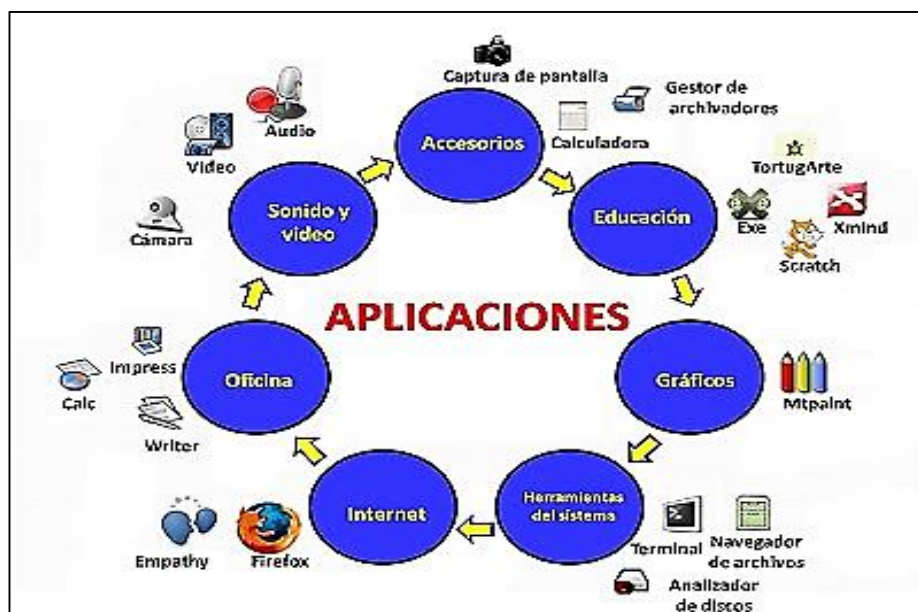 Captura de pantalla
Gestor de
archivadores
Accesorios
Calculadora
Audio
Video
TortugArte
Educación
Exe
Xmind
Scratch
Sonido y
video
Cámara
APLICACIONES
Gráficos
Mtpaint
Oficina
Impress
Calc
Writer
Herramientas
del sistema
Terminal
Navegador
de archivos
Analizador
de discos
Internet
Empathy
Firefox